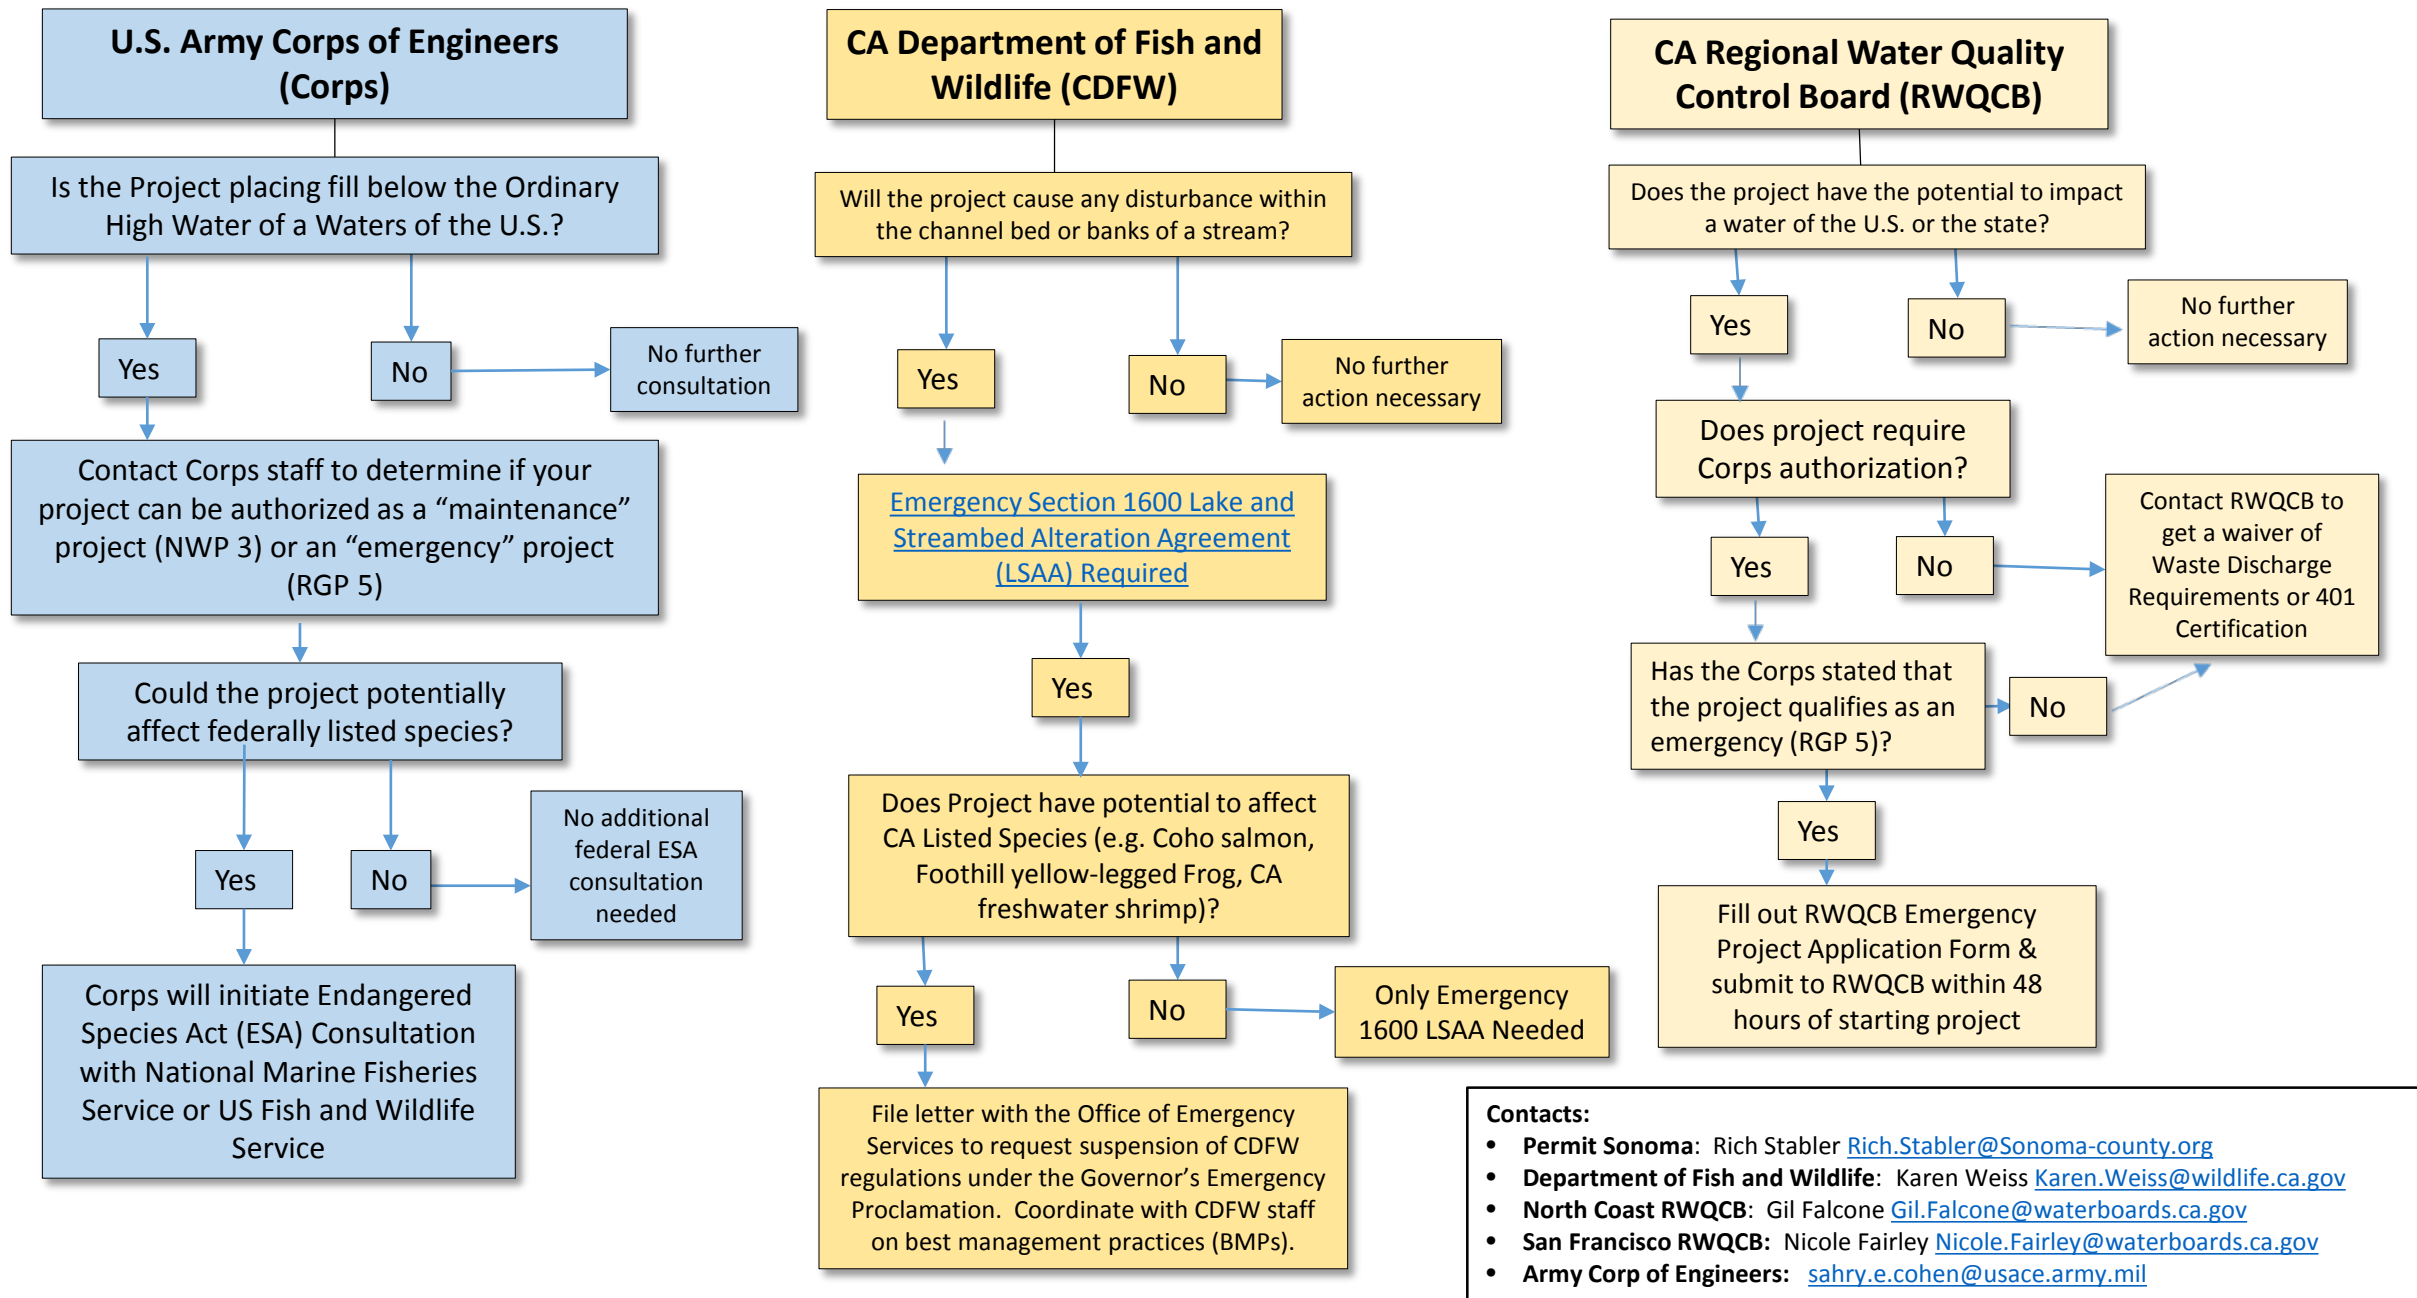 U.S. Army Corps of Engineers
(Corps)
Is the Project placing fill below the Ordinary
High Water of a Waters of the U.S.?
Yes
No
No further
consultation
Contact Corps staff to determine if your
project can be authorized as a “maintenance”
project (NWP 3) or an “emergency” project
(RGP 5)
Could the project potentially
affect federally listed species?
Yes
No
No additional
federal ESA
consultation
needed
Corps will initiate Endangered
Species Act (ESA) Consultation
with National Marine Fisheries
Service or US Fish and Wildlife
Service
CA Department of Fish and
Wildlife (CDFW)
Will the project cause any disturbance within
the channel bed or banks of a stream?
Yes
No
No further
action necessary
Emergency Section 1600 Lake and
Streambed Alteration Agreement
(LSAA) Required
Yes
Does Project have potential to affect
CA Listed Species (e.g. Coho salmon,
Foothill yellow-legged Frog, CA
freshwater shrimp)?
Yes
No
Only Emergency
1600 LSAA Needed
File letter with the Office of Emergency
Services to request suspension of CDFW
regulations under the Governor’s Emergency
Proclamation.  Coordinate with CDFW staff
on best management practices (BMPs).
CA Regional Water Quality
Control Board (RWQCB)
Does the project have the potential to impact
a water of the U.S. or the state?
Yes
No
No further
action necessary
Does project require
Corps authorization?
Yes
No
Contact RWQCB to
get a waiver of
Waste Discharge
Requirements or 401
Certification
Has the Corps stated that
the project qualifies as an
emergency (RGP 5)?
No
Yes
Fill out RWQCB Emergency
Project Application Form &
submit to RWQCB within 48
hours of starting project
Contacts:
• Permit Sonoma:  Rich Stabler Rich.Stabler@Sonoma-county.org
• Department of Fish and Wildlife:  Karen Weiss Karen.Weiss@wildlife.ca.gov
• North Coast RWQCB:  Gil Falcone Gil.Falcone@waterboards.ca.gov
• San Francisco RWQCB:  Nicole Fairley Nicole.Fairley@waterboards.ca.gov
• Army Corp of Engineers:  sahry.e.cohen@usace.army.mil